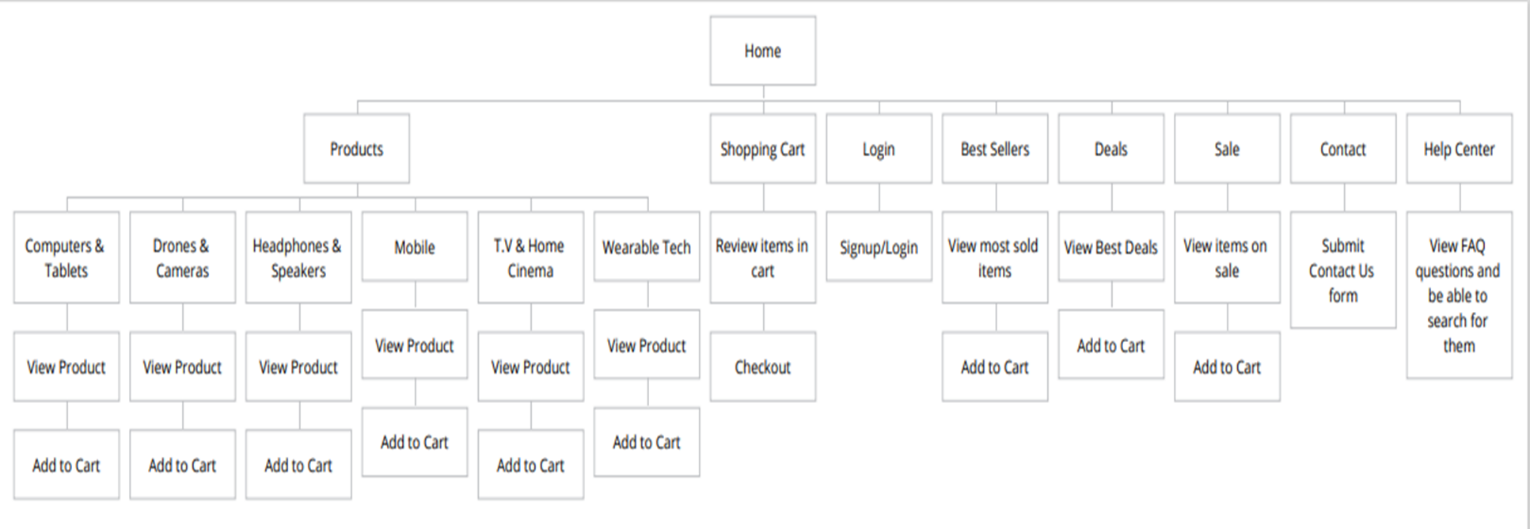 Home
Products
Shopping Cart
Login
Best Sellers
Deals
Sale
Contact
Help Center
Computers &
Tablets
Drones &
Cameras
Headphones &
Speakers
Mobile
T.V & Home
Cinema
Wearable Tech
Review items in
cart
Signup/Login
View most sold
items
View Best Deals
View items on
sale
Submit
Contact Us
form
View FAQ
questions and
be able to
search for
them
View Product
View Product
View Product
View Product
View Product
View Product
Checkout
Add to Cart
Add to Cart
Add to Cart
Add to Cart
Add to Cart
Add to Cart
Add to Cart
Add to Cart
Add to Cart